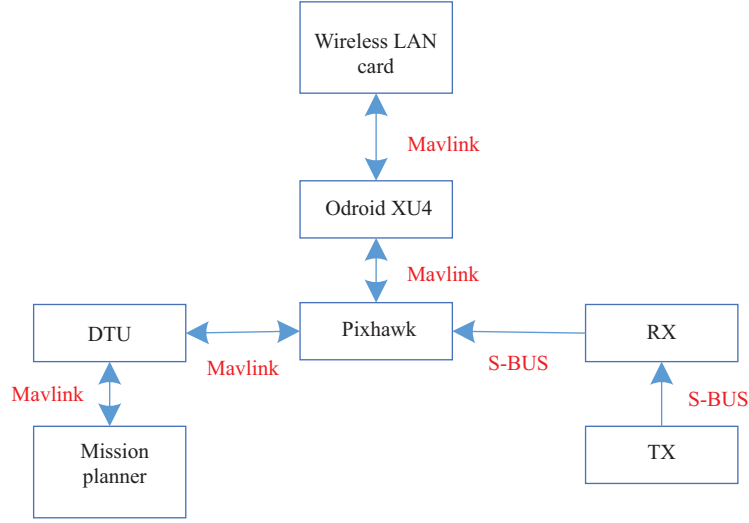 Wireless LAN
card
Mavlink
Odroid XU4
Mavlink
DTU
Pixhawk
RX
Mavlink
S-BUS
Mavlink
S-BUS
Mission
planner
TX